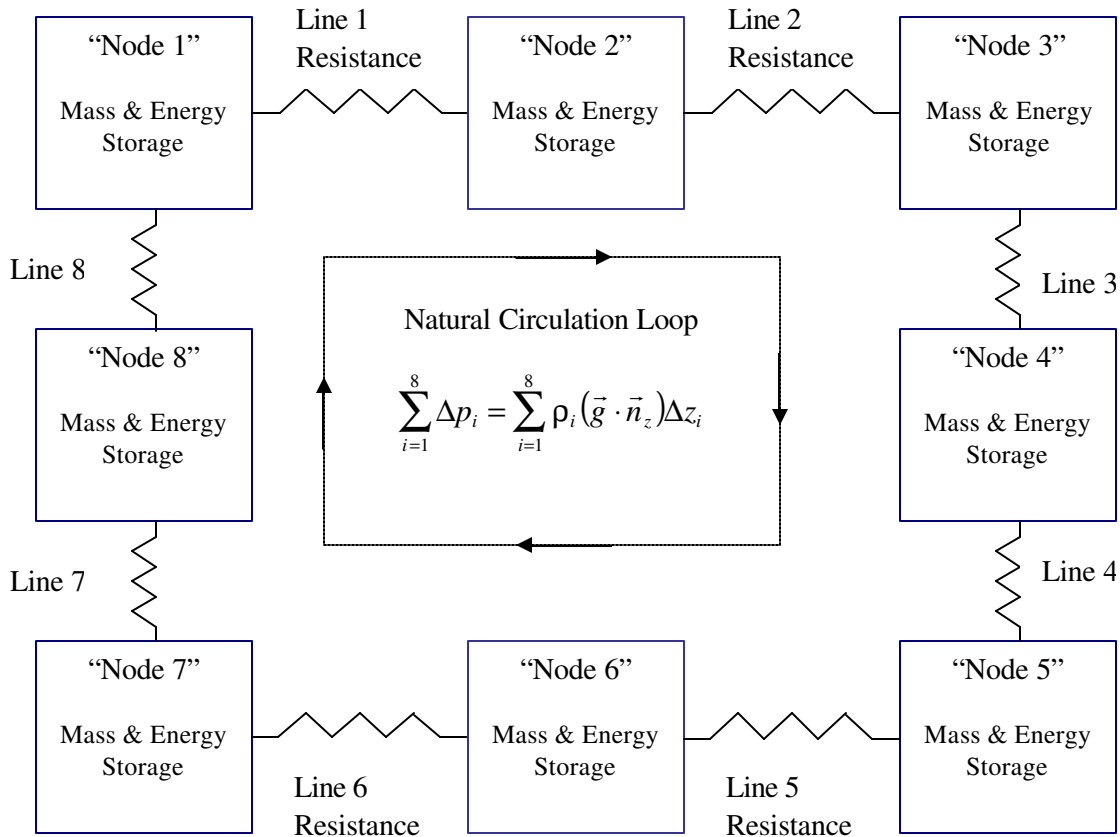 “Node 1”
Mass & Energy
Storage
Line 1
Resistance
“Node 2”
Mass & Energy
Storage
Line 2
Resistance
“Node 3”
Mass & Energy
Storage
Line 8
Line 3
Natural Circulation Loop
\sum_{i=1}^{8} \Delta p_i = \sum_{i=1}^{8} \rho_i (\vec{g} \cdot \vec{n}_z) \Delta z_i
“Node 8”
Mass & Energy
Storage
“Node 4”
Mass & Energy
Storage
Line 7
Line 4
“Node 7”
Mass & Energy
Storage
Line 6
Resistance
“Node 6”
Mass & Energy
Storage
Line 5
Resistance
“Node 5”
Mass & Energy
Storage